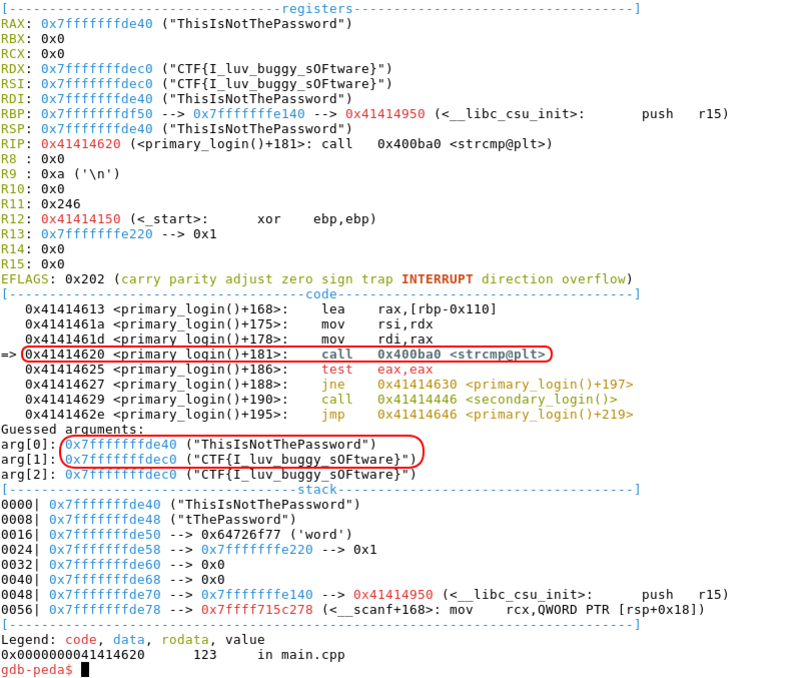 [----------------------------------registers-----------------------------------]
RAX: 0x7fffffffde40 ("ThisIsNotThePassword")
RBX: 0x0
RCX: 0x0
RDX: 0x7fffffffdec0 ("CTF{I_luv_buggy_sOFtware}")
RSI: 0x7fffffffdec0 ("CTF{I_luv_buggy_sOFtware}")
RDI: 0x7fffffffde40 ("ThisIsNotThePassword")
RBP: 0x7fffffffdf50 --> 0x7fffffffe140 --> 0x41414950 (<__libc_csu_init>:       push   r15)
RSP: 0x7fffffffde40 ("ThisIsNotThePassword")
RIP: 0x41414620 (<primary_login()+181>: call   0x400ba0 <strcmp@plt>)
R8 : 0x0
R9 : 0xa ('\n')
R10: 0x0
R11: 0x246
R12: 0x41414150 (<_start>:      xor    ebp,ebp)
R13: 0x7fffffffe220 --> 0x1
R14: 0x0
R15: 0x0
EFLAGS: 0x202 (carry parity adjust zero sign trap INTERRUPT direction overflow)
[-------------------------------------code-------------------------------------]
   0x41414613 <primary_login()+168>:    lea    rax,[rbp-0x110]
   0x4141461a <primary_login()+175>:    mov    rsi,rdx
   0x4141461d <primary_login()+178>:    mov    rdi,rax
=> 0x41414620 <primary_login()+181>:    call   0x400ba0 <strcmp@plt>
   0x41414625 <primary_login()+186>:    test   eax,eax
   0x41414627 <primary_login()+188>:    jne    0x41414630 <primary_login()+197>
   0x41414629 <primary_login()+190>:    call   0x41414446 <secondary_login()>
   0x4141462e <primary_login()+195>:    jmp    0x41414646 <primary_login()+219>
Guessed arguments:
arg[0]: 0x7fffffffde40 ("ThisIsNotThePassword")
arg[1]: 0x7fffffffdec0 ("CTF{I_luv_buggy_sOFtware}")
arg[2]: 0x7fffffffdec0 ("CTF{I_luv_buggy_sOFtware}")
[------------------------------------stack-------------------------------------]
0000| 0x7fffffffde40 ("ThisIsNotThePassword")
0008| 0x7fffffffde48 ("tThePassword")
0016| 0x7fffffffde50 --> 0x64726f77 ('word')
0024| 0x7fffffffde58 --> 0x7fffffffe220 --> 0x1
0032| 0x7fffffffde60 --> 0x0
0040| 0x7fffffffde68 --> 0x0
0048| 0x7fffffffde70 --> 0x7fffffffe140 --> 0x41414950 (<__libc_csu_init>:       push   r15)
0056| 0x7fffffffde78 --> 0x7ffff715c278 (<__scanf+168>: mov    rcx,QWORD PTR [rsp+0x18])
[------------------------------------------------------------------------------]
Legend: code, data, rodata, value
0x0000000041414620      123     in main.cpp
gdb-peda$